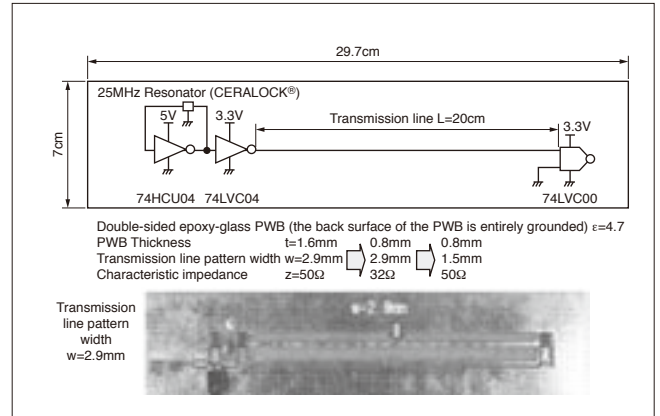 29.7cm
7cm
25MHz Resonator (CERALOCK®)
5V
3.3V
Transmission line L=20cm
3.3V
74HCU04 74LVC04
74LVC00
Double-sided epoxy-glass PWB (the back surface of the PWB is entirely grounded) ε=4.7
PWB Thickness t=1.6mm 0.8mm 0.8mm
Transmission line pattern width w=2.9mm 2.9mm 1.5mm
Characteristic impedance z=50Ω 32Ω 50Ω
Transmission
line pattern
width
w=2.9mm
w=2.9mm